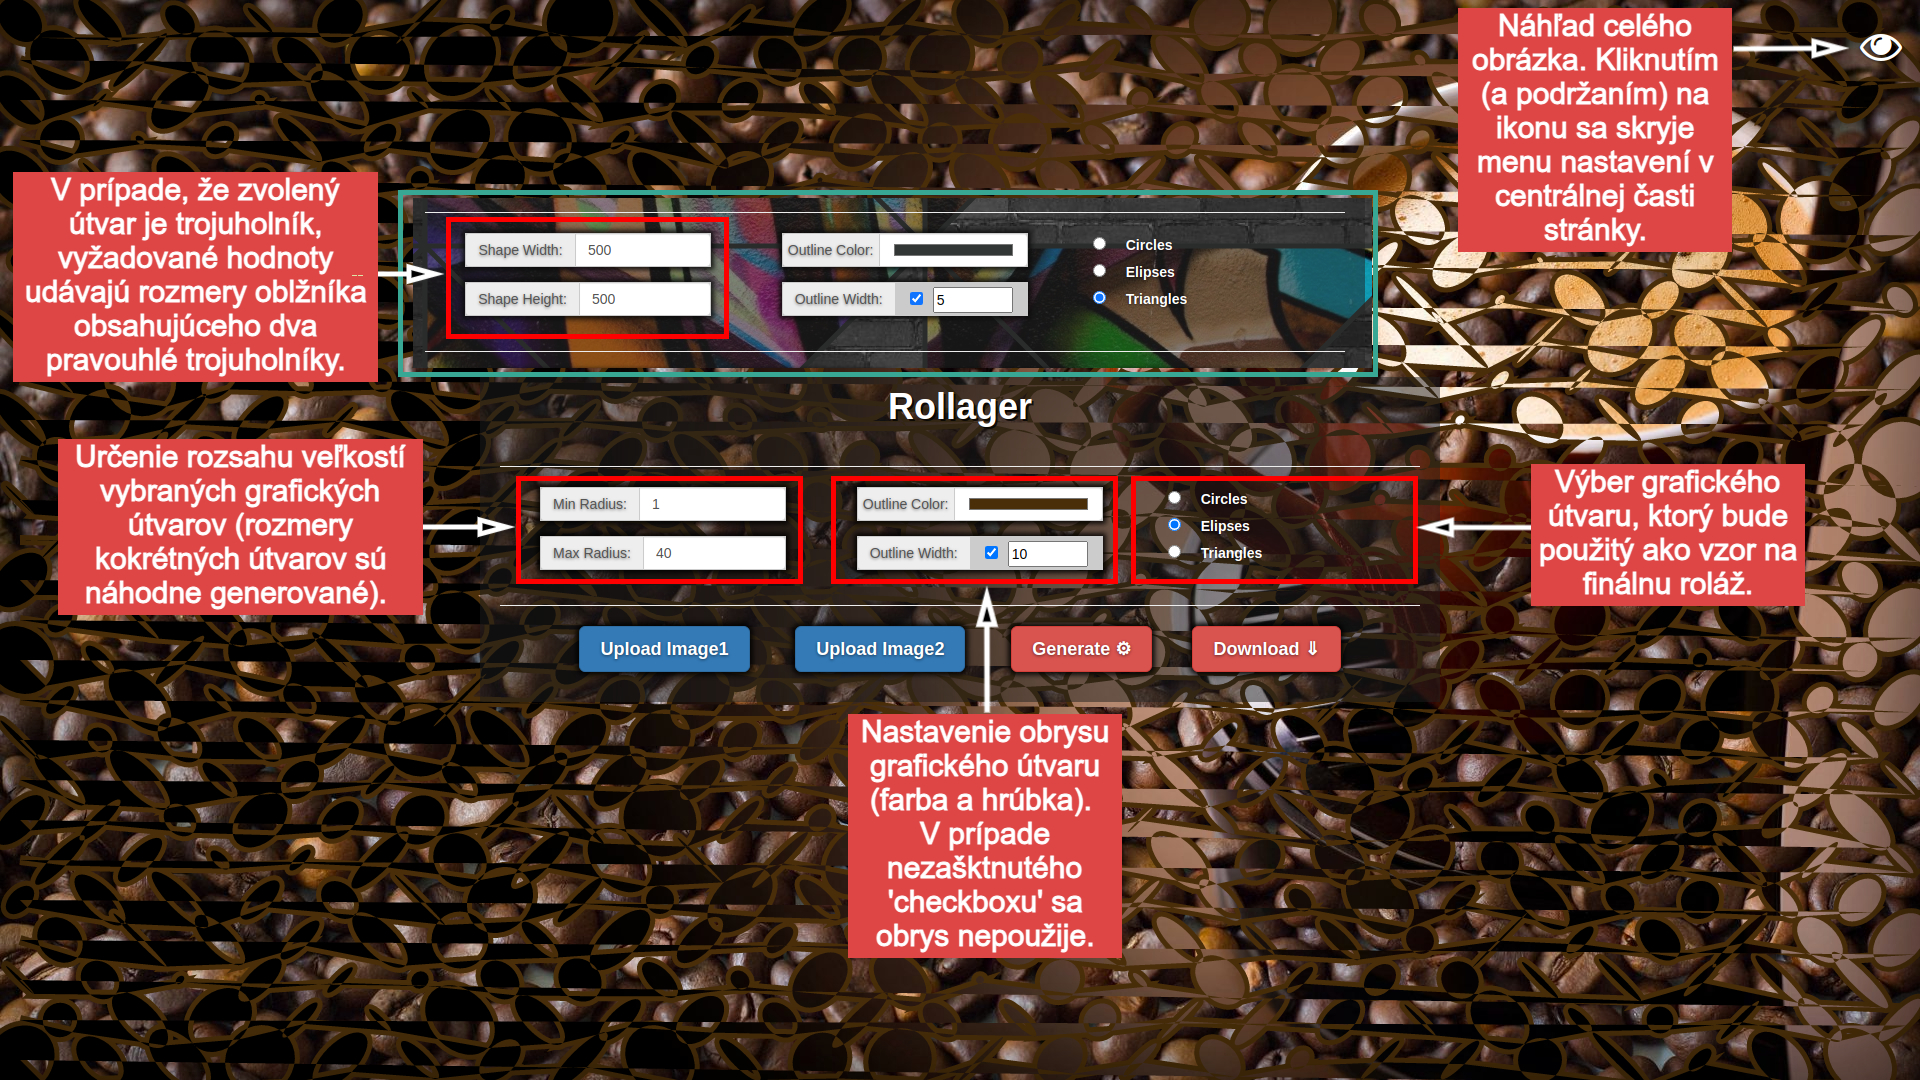 Náhľad celého
obrázka. Kliknutím
(a podržaním) na
ikonu sa skryje
menu nastavení v
centrálnej časti
stránky.
V prípade, že zvolený
útvar je trojuholník,
vyžadované hodnoty
udávajú rozmery oblžníka
obsahujúceho dva
pravouhlé trojuholníky.
Shape Width: 500
Shape Height: 500
Outline Color:
Outline Width: 5
Circles
Elipses
Triangles
Rollager
Určenie rozsahu veľkostí
vybraných grafických
útvarov (rozmery
kokrétných útvarov sú
náhodne generované).
Min Radius: 1
Max Radius: 40
Outline Color:
Outline Width: 10
Circles
Elipses
Triangles
Výber grafického
útvaru, ktorý bude
použitý ako vzor na
finálnu roláž.
Upload Image1
Upload Image2
Generate ⚙
Download ⇓
Nastavenie obrysu
grafického útvaru
(farba a hrúbka).
V prípade
nezašktnutého
'checkboxu' sa
obrys nepoužije.